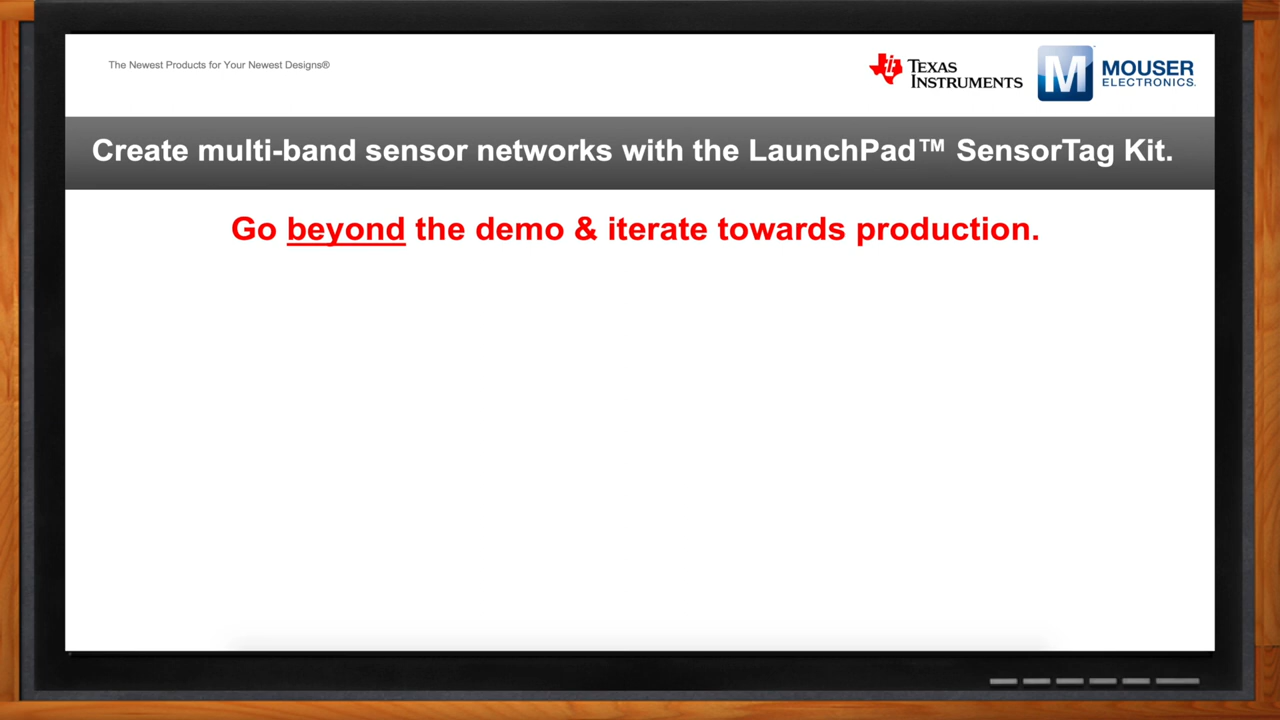 The Newest Products for Your Newest Designs®
TEXAS
INSTRUMENTS
M
MOUSER
ELECTRONICS.
Create multi-band sensor networks with the LaunchPad™ SensorTag Kit.
Go beyond the demo & iterate towards production.